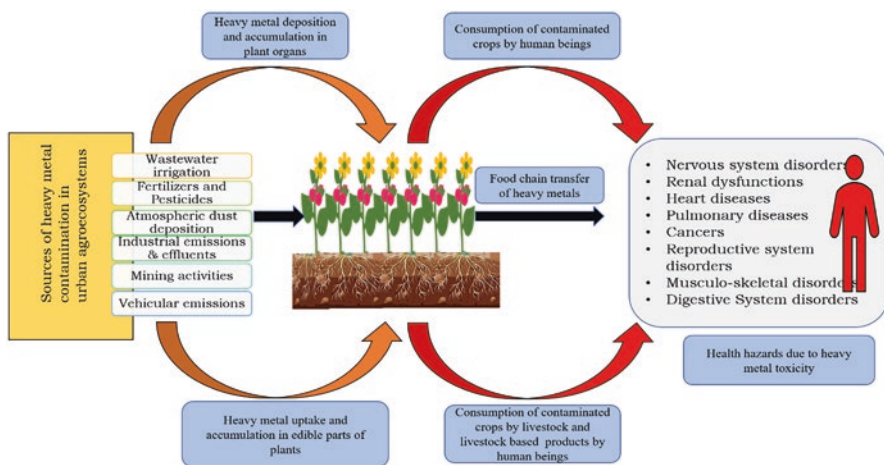 Heavy metal deposition
and accumulation in
plant organs
Consumption of contaminated
crops by human beings
Sources of heavy metal
contamination in
urban agroecosystems
Wastewater
irrigation
Fertilizers and
Pesticides
Atmospheric dust
deposition
Industrial emissions
& effluents
Mining activities
Vehicular emissions
Food chain transfer
of heavy metals
• Nervous system disorders
• Renal dysfunctions
• Heart diseases
• Pulmonary diseases
• Cancers
• Reproductive system
disorders
• Musculo-skeletal disorders
• Digestive System disorders
Health hazards due to heavy
metal toxicity
Heavy metal uptake and
accumulation in edible parts of
plants
Consumption of contaminated
crops by livestock and
livestock based products by
human beings